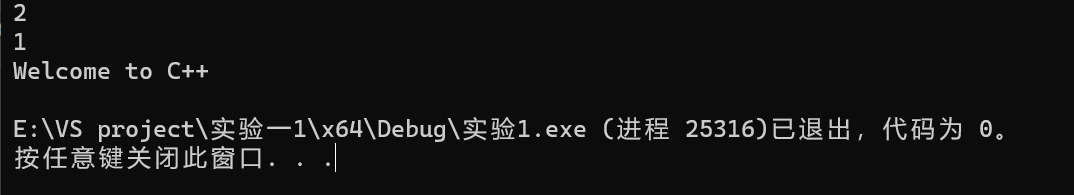 2
1
Welcome to C++
E:\VS project\实验一1\x64\Debug\实验1.exe (进程 25316)已退出，代码为 0。
按任意键关闭此窗口. . .